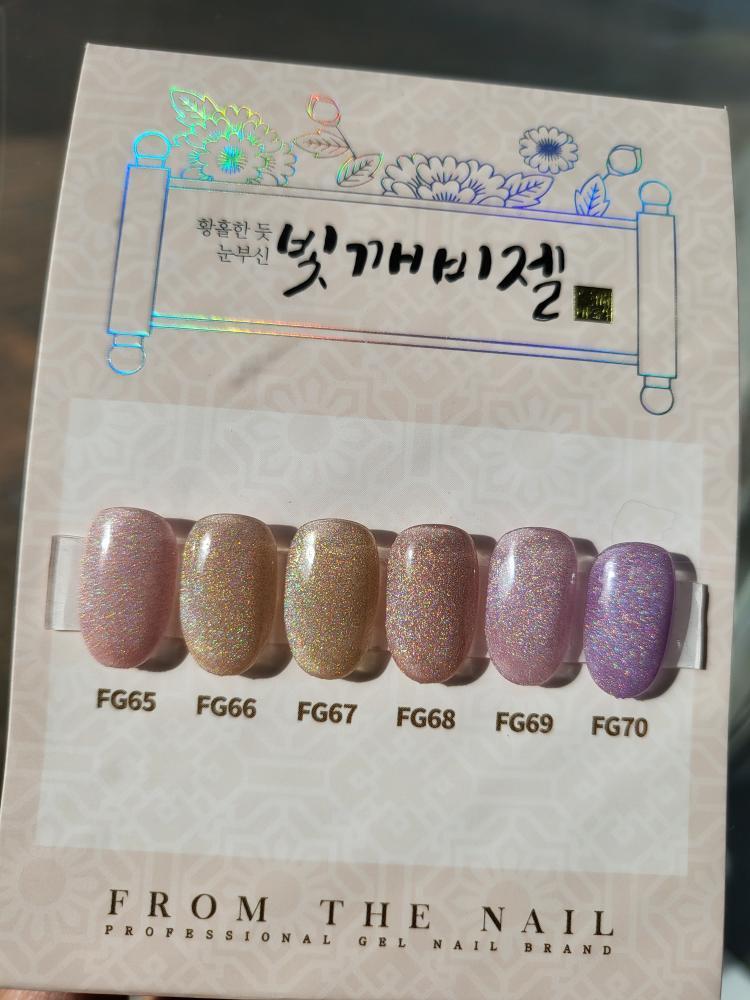 황홀한 듯
눈부신
빛깨비젤
FG65 FG66 FG67 FG68 FG69 FG70
FROM THE NAIL
PROFESSIONAL GEL NAIL BRAND